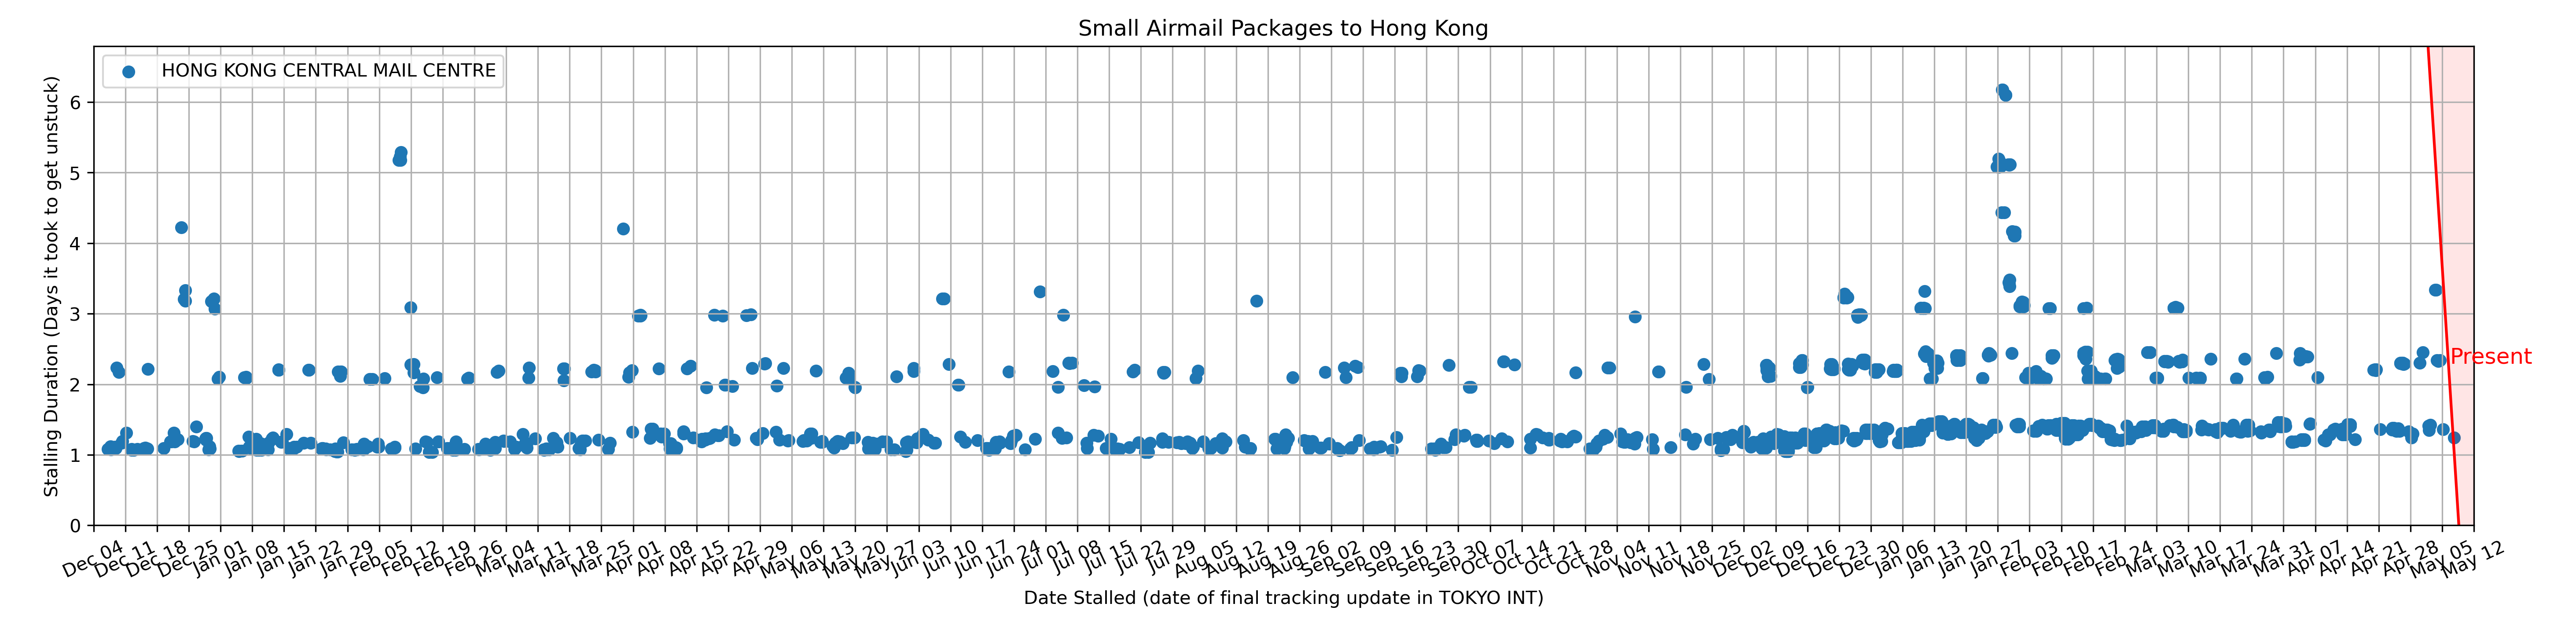 Small Airmail Packages to Hong Kong
HONG KONG CENTRAL MAIL CENTRE
Stalling Duration (Days it took to get unstuck)
6
5
4
3
2
1
0
Present
Dec 04 Dec 11 Dec 18 Dec 25 Jan 01 Jan 08 Jan 15 Jan 22 Jan 29 Feb 05 Feb 12 Feb 19 Feb 26 Mar 04 Mar 11 Mar 18 Mar 25 Apr 01 Apr 08 Apr 15 Apr 22 Apr 29 May 06 May 13 May 20 May 27 Jun 03 Jun 10 Jun 17 Jun 24 Jul 01 Jul 08 Jul 15 Jul 22 Jul 29 Aug 05 Aug 12 Aug 19 Aug 26 Sep 02 Sep 09 Sep 16 Sep 23 Sep 30 Oct 07 Oct 14 Oct 21 Oct 28 Nov 04 Nov 11 Nov 18 Nov 25 Dec 02 Dec 09 Dec 16 Dec 23 Dec 30 Jan 06 Jan 13 Jan 20 Jan 27 Feb 03 Feb 10 Feb 17 Feb 24 Mar 03 Mar 10 Mar 17 Mar 24 Mar 31 Apr 07 Apr 14 Apr 21 Apr 28 May 05 May 12
Date Stalled (date of final tracking update in TOKYO INT)